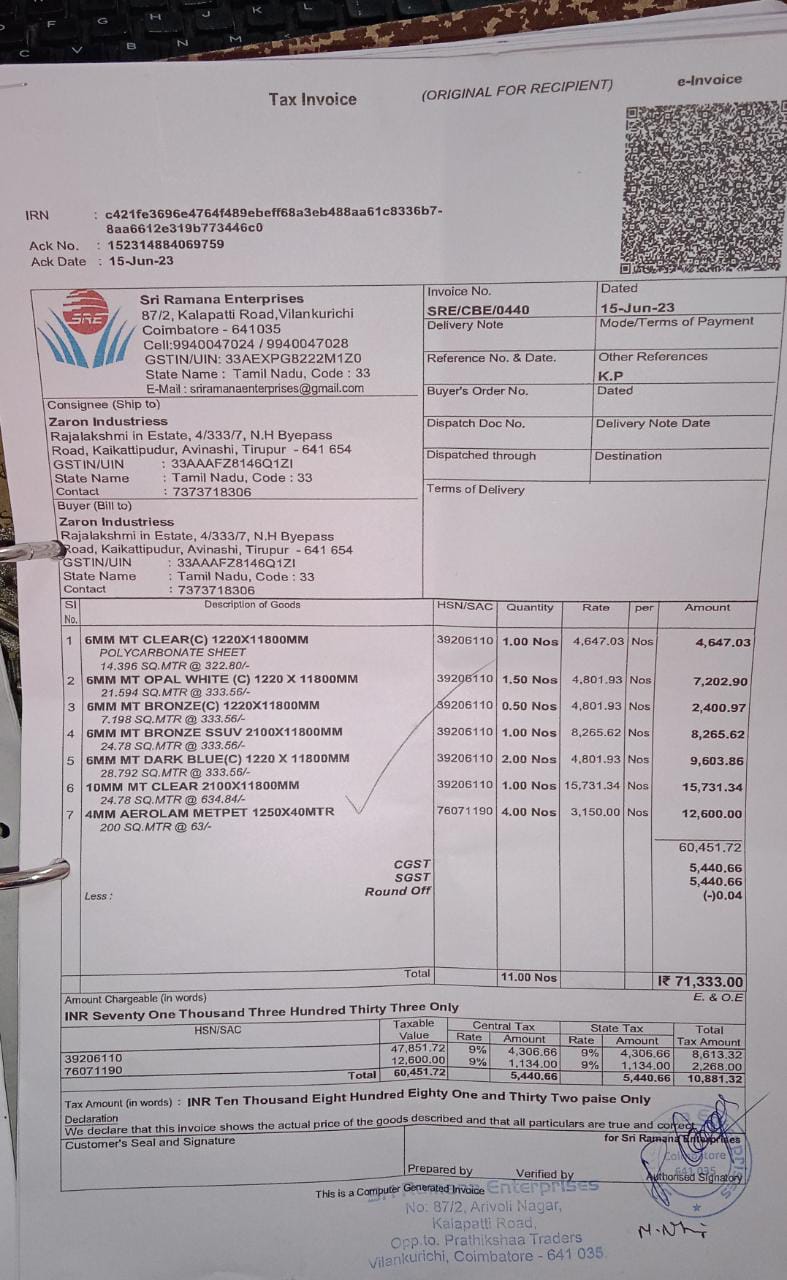 F G H J K L
C V B N M
Tax Invoice (ORIGINAL FOR RECIPIENT) e-Invoice
IRN : c421fe3696e4764f489ebeff68a3eb488aa61c8336b7-
8aa6612e319b773446c0
Ack No. : 152314884069759
Ack Date : 15-Jun-23
SRE
Sri Ramana Enterprises
87/2, Kalapatti Road,Vilankurichi
Coimbatore - 641035
Cell:9940047024 / 9940047028
GSTIN/UIN: 33AEXPG8222M1Z0
State Name : Tamil Nadu, Code : 33
E-Mail : sriramanaenterprises@gmail.com
Invoice No. Dated
SRE/CBE/0440 15-Jun-23
Delivery Note Mode/Terms of Payment
Reference No. & Date. Other References
K.P
Buyer's Order No. Dated
Dispatch Doc No. Delivery Note Date
Dispatched through Destination
Terms of Delivery
Consignee (Ship to)
Zaron Industriess
Rajalakshmi in Estate, 4/333/7, N.H Byepass
Road, Kaikattipudur, Avinashi, Tirupur - 641 654
GSTIN/UIN : 33AAAFZ8146Q1ZI
State Name : Tamil Nadu, Code : 33
Contact : 7373718306
Buyer (Bill to)
Zaron Industriess
Rajalakshmi in Estate, 4/333/7, N.H Byepass
Road, Kaikattipudur, Avinashi, Tirupur - 641 654
GSTIN/UIN : 33AAAFZ8146Q1ZI
State Name : Tamil Nadu, Code : 33
Contact : 7373718306
Sl No. Description of Goods HSN/SAC Quantity Rate per Amount
1 6MM MT CLEAR(C) 1220X11800MM 39206110 1.00 Nos 4,647.03 Nos 4,647.03
POLYCARBONATE SHEET
14.396 SQ.MTR @ 322.80/-
2 6MM MT OPAL WHITE (C) 1220 X 11800MM 39206110 1.50 Nos 4,801.93 Nos 7,202.90
21.594 SQ.MTR @ 333.56/-
3 6MM MT BRONZE(C) 1220X11800MM 39206110 0.50 Nos 4,801.93 Nos 2,400.97
7.198 SQ.MTR @ 333.56/-
4 6MM MT BRONZE SSUV 2100X11800MM 39206110 1.00 Nos 8,265.62 Nos 8,265.62
24.78 SQ.MTR @ 333.56/-
5 6MM MT DARK BLUE(C) 1220 X 11800MM 39206110 2.00 Nos 4,801.93 Nos 9,603.86
28.792 SQ.MTR @ 333.56/-
6 10MM MT CLEAR 2100X11800MM 39206110 1.00 Nos 15,731.34 Nos 15,731.34
24.78 SQ.MTR @ 634.84/-
7 4MM AEROLAM METPET 1250X40MTR 76071190 4.00 Nos 3,150.00 Nos 12,600.00
200 SQ.MTR @ 63/-
60,451.72
CGST 5,440.66
SGST 5,440.66
Less : Round Off (-)0.04
Total 11.00 Nos I₹ 71,333.00
Amount Chargeable (in words) E. & O.E
INR Seventy One Thousand Three Hundred Thirty Three Only
HSN/SAC Taxable Value Central Tax State Tax Total Tax Amount
Rate Amount Rate Amount
39206110 47,851.72 9% 4,306.66 9% 4,306.66 8,613.32
76071190 12,600.00 9% 1,134.00 9% 1,134.00 2,268.00
Total 60,451.72 5,440.66 5,440.66 10,881.32
Tax Amount (in words) : INR Ten Thousand Eight Hundred Eighty One and Thirty Two paise Only
Declaration
We declare that this invoice shows the actual price of the goods described and that all particulars are true and correct.
Customer's Seal and Signature for Sri Ramana Enterprises
Prepared by Verified by Authorised Signatory
This is a Computer Generated Invoice
Enterprises
No: 87/2, Arivoli Nagar,
Kalapatti Road,
Opp.to. Prathikshaa Traders
Vilankurichi, Coimbatore - 641 035.